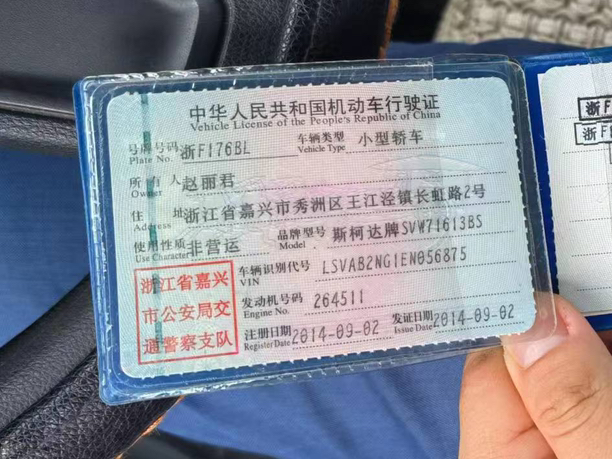 中华人民共和国机动车行驶证
Vehicle License of the People's Republic of China
号牌号码 浙F176BL 车辆类型 小型轿车
Plate No. Vehicle Type
所有人 赵丽君
Owner
住址 浙江省嘉兴市秀洲区王江泾镇长虹路2号
Address
使用性质 非营运 品牌型号 斯柯达牌SVW71613BS
Use Character Model
浙江省嘉兴
市公安局交
通警察支队
车辆识别代号 LSVAB2NG1EN056875
VIN
发动机号码 264511
Engine No.
注册日期 2014-09-02 发证日期 2014-09-02
Register Date Issue Date
浙F
浙F